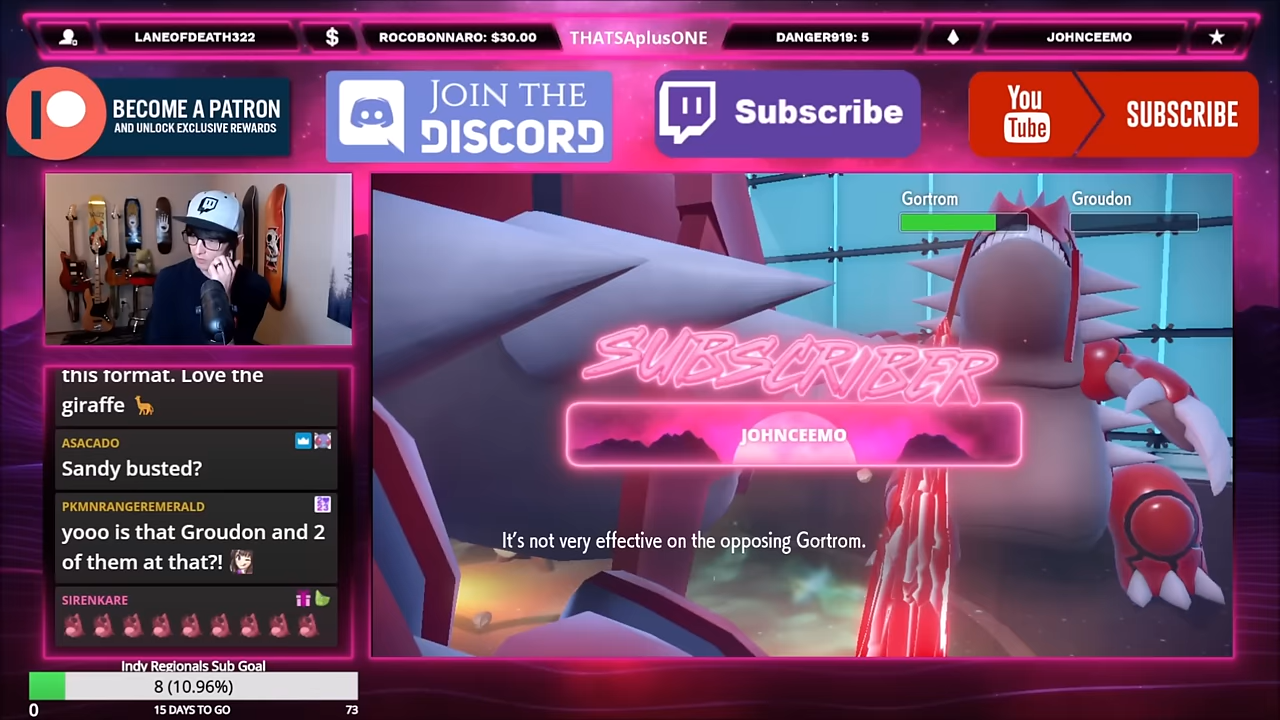 LANEOFDEATH322
$
ROCOBONNARO: $30.00
THATSAplusONE
DANGER919: 5
JOHNCEEMO
BECOME A PATRON
AND UNLOCK EXCLUSIVE REWARDS
JOIN THE
DISCORD
Subscribe
You
Tube
SUBSCRIBE
Gortrom
Groudon
SUBSCRIBER
JOHNCEEMO
It's not very effective on the opposing Gortrom.
this format. Love the
giraffe 🦒
ASACADO
Sandy busted?
PKMNRANGEREMERALD
yooo is that Groudon and 2
of them at that?!
SIRENKARE
Indy Regionals Sub Goal
8 (10.96%)
0
15 DAYS TO GO
73